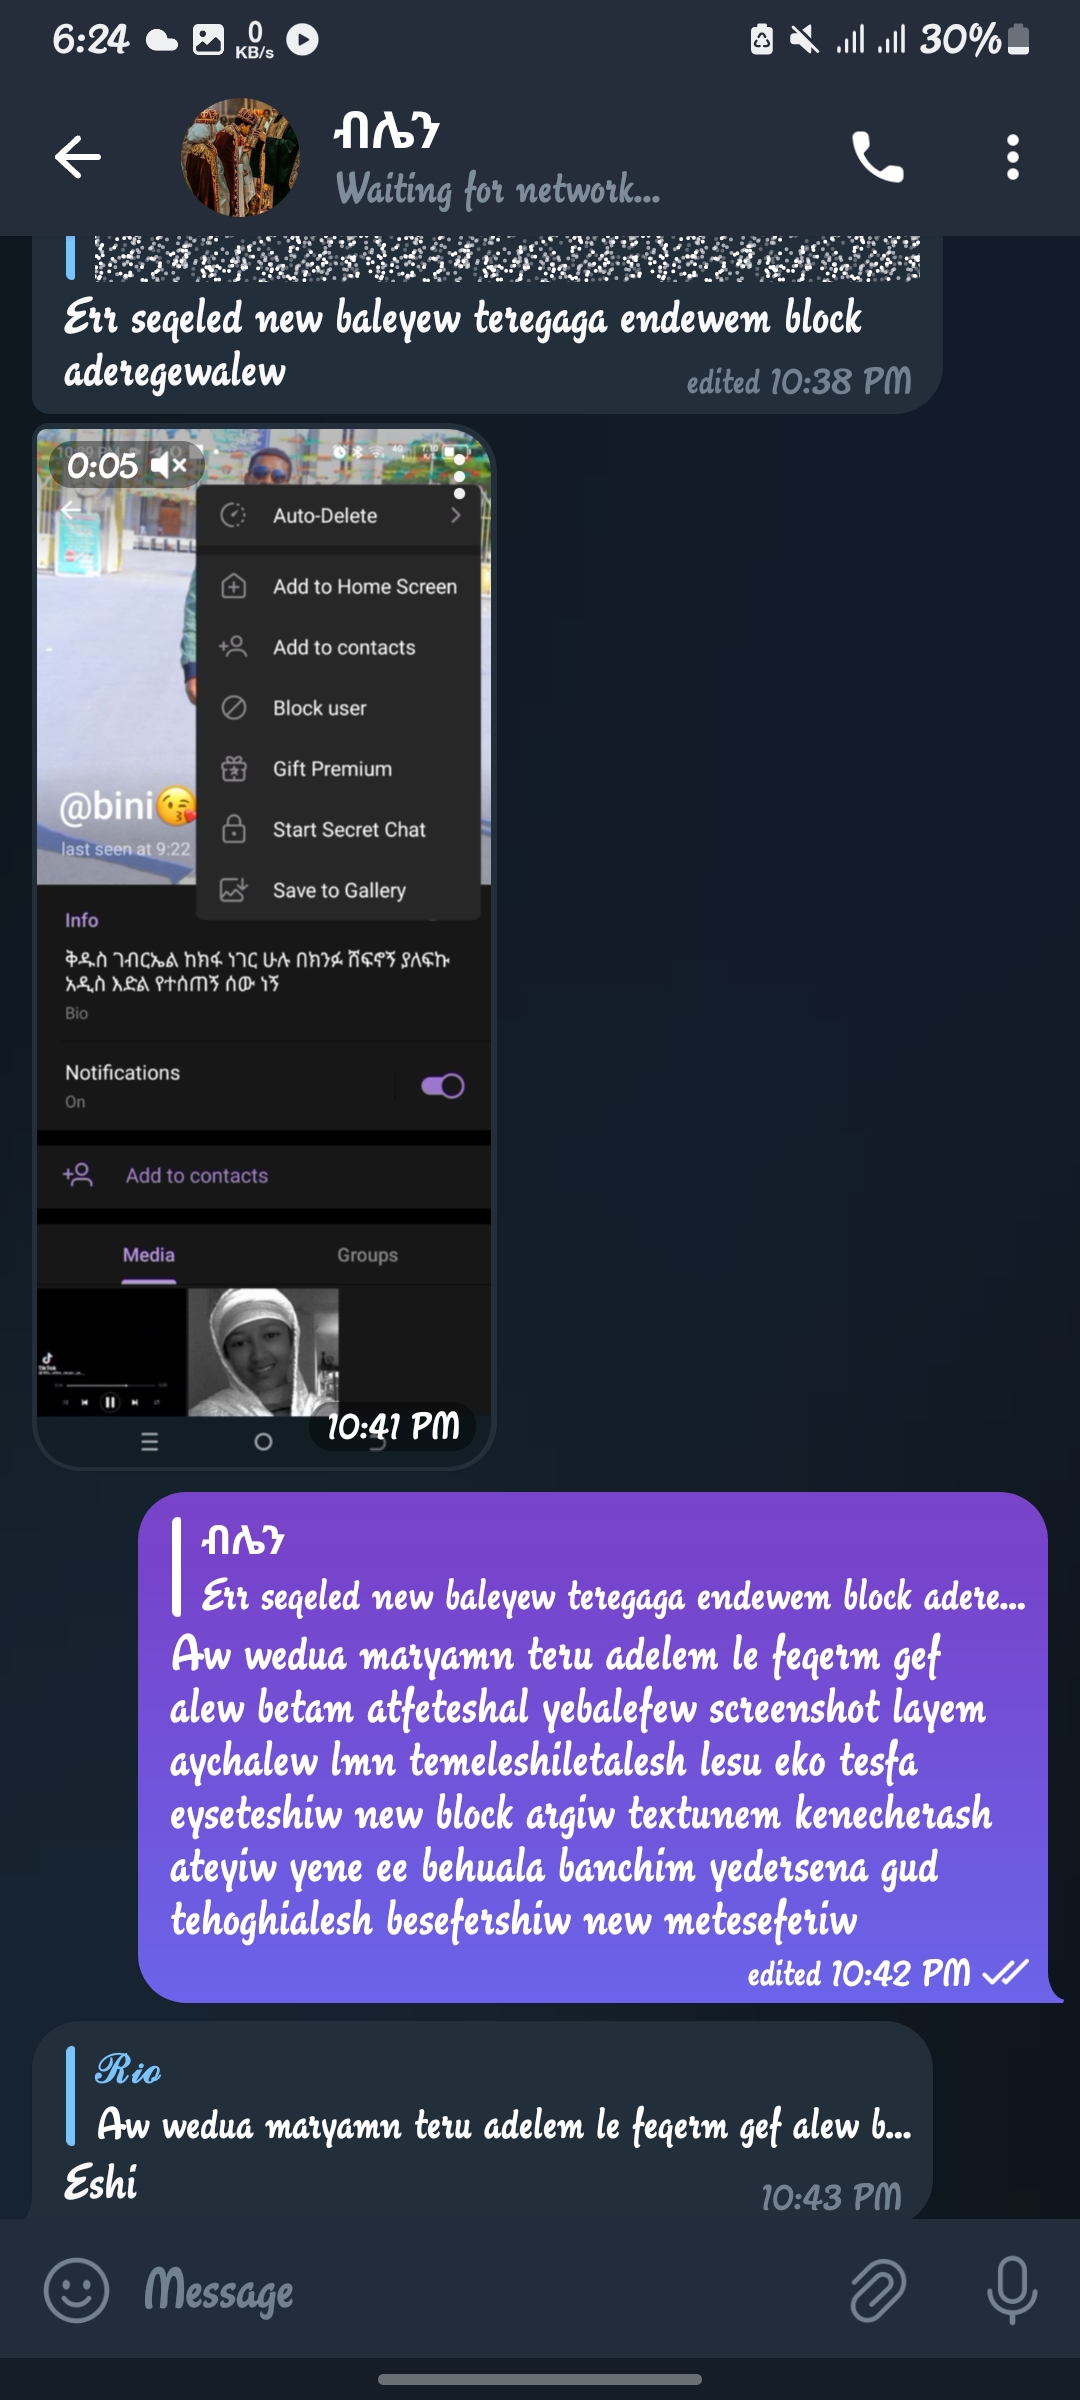 6:24
0
KB/s
30%
ብሌን
Waiting for network...
Err seqeled new baleyew teregaga endewem block
aderegewalew
edited 10:38 PM
0:05
Auto-Delete
Add to Home Screen
Add to contacts
Block user
Gift Premium
Start Secret Chat
Save to Gallery
@bini😘
last seen at 9:22
Info
ቅዱስ ገብርኤል ከክፋ ነገር ሁሉ በክንፉ ሸፍኖኝ ያለፍኩ
አዲስ እድል የተሰጠኝ ሰው ነኝ
Bio
Notifications
On
Add to contacts
Media
Groups
10:41 PM
ብሌን
Err seqeled new baleyew teregaga endewem block adere...
Aw wedua maryamn teru adelem le feqerm gef
alew betam atfeteshal yebalefew screenshot layem
aychalew lmn temeleshiletalesh lesu eko tesfa
eyseteshiw new block argiw textunem kenecherash
ateyiw yene ee behuala banchim yedersena gud
tehoghialesh besefershiw new meteseferiw
edited 10:42 PM
Rio
Aw wedua maryamn teru adelem le feqerm gef alew b...
Eshi
10:43 PM
Message